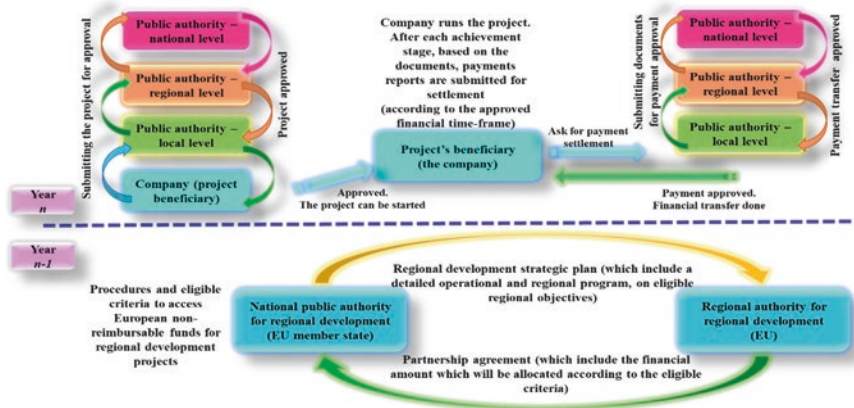 Submitting the project for approval
Public authority –
national level
Public authority –
regional level
Public authority –
local level
Company (project
beneficiary)
Project approved
Company runs the project.
After each achievement
stage, based on the
documents, payments
reports are submitted for
settlement
(according to the approved
financial time-frame)
Project's beneficiary
(the company)
Approved.
The project can be started
Ask for payment
settlement
Payment approved.
Financial transfer done
Submitting documents
for payment approval
Public authority –
national level
Public authority –
regional level
Public authority –
local level
Payment transfer approved
Year
n
Year
n-1
Procedures and eligible
criteria to access
European non-
reimbursable funds for
regional development
projects
National public authority
for regional development
(EU member state)
Regional development strategic plan (which include a
detailed operational and regional program, on eligible
regional objectives)
Regional authority for
regional development
(EU)
Partnership agreement (which include the financial
amount which will be allocated according to the eligible
criteria)